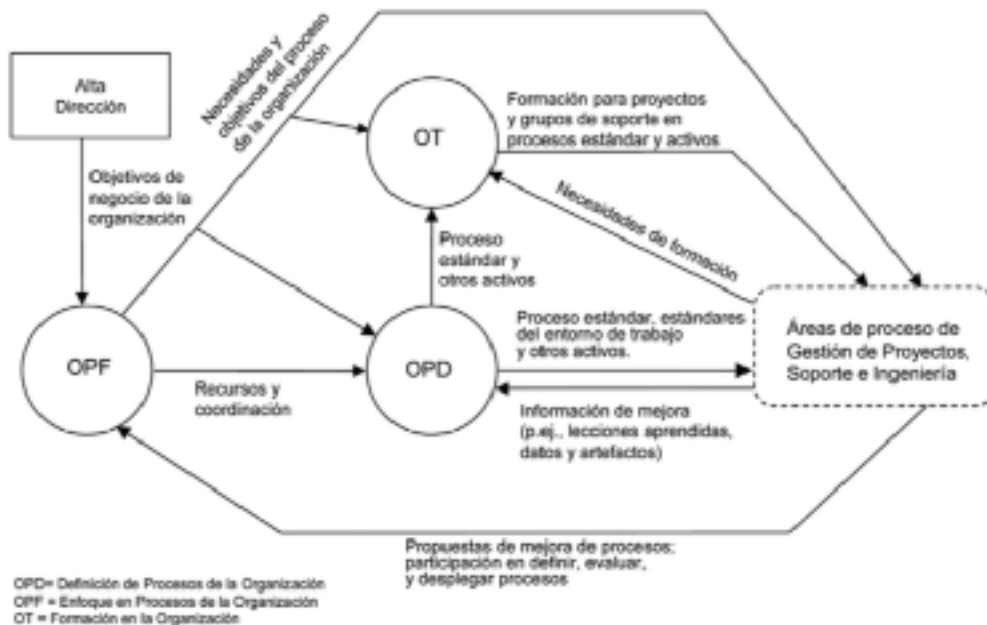 Alta
Dirección
Necesidades y
objetivos del proceso
de la organización
OT
Formación para proyectos
y grupos de soporte en
procesos estándar y activos
Objetivos de
negocio de la
organización
Necesidades de formación
Proceso
estándar y
otros activos
OPF
OPD
Proceso estándar, estándares
del entorno de trabajo
y otros activos.
Áreas de proceso de
Gestión de Proyectos,
Soporte e Ingeniería
Recursos y
coordinación
Información de mejora
(p.ej., lecciones aprendidas,
datos y artefactos)
Propuestas de mejora de procesos;
participación en definir, evaluar,
y desplegar procesos
OPD= Definición de Procesos de la Organización
OPF = Enfoque en Procesos de la Organización
OT = Formación en la Organización